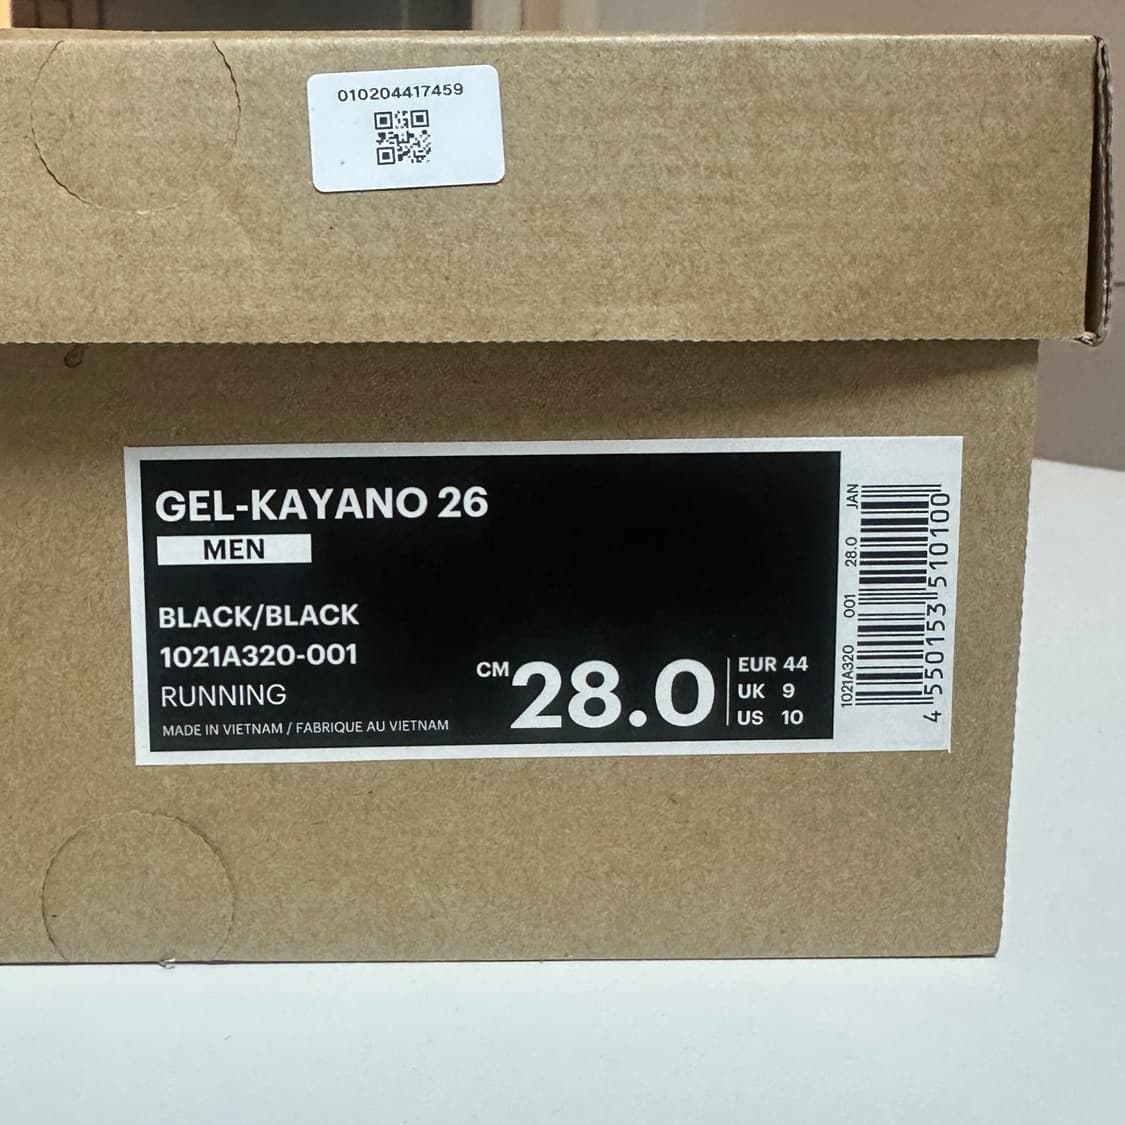 010204417459
GEL-KAYANO 26
MEN
BLACK/BLACK
1021A320-001
RUNNING
MADE IN VIETNAM / FABRIQUE AU VIETNAM
CM 28.0
EUR 44
UK 9
US 10
1021A320 001 28.0 JAN
4 550153 510100